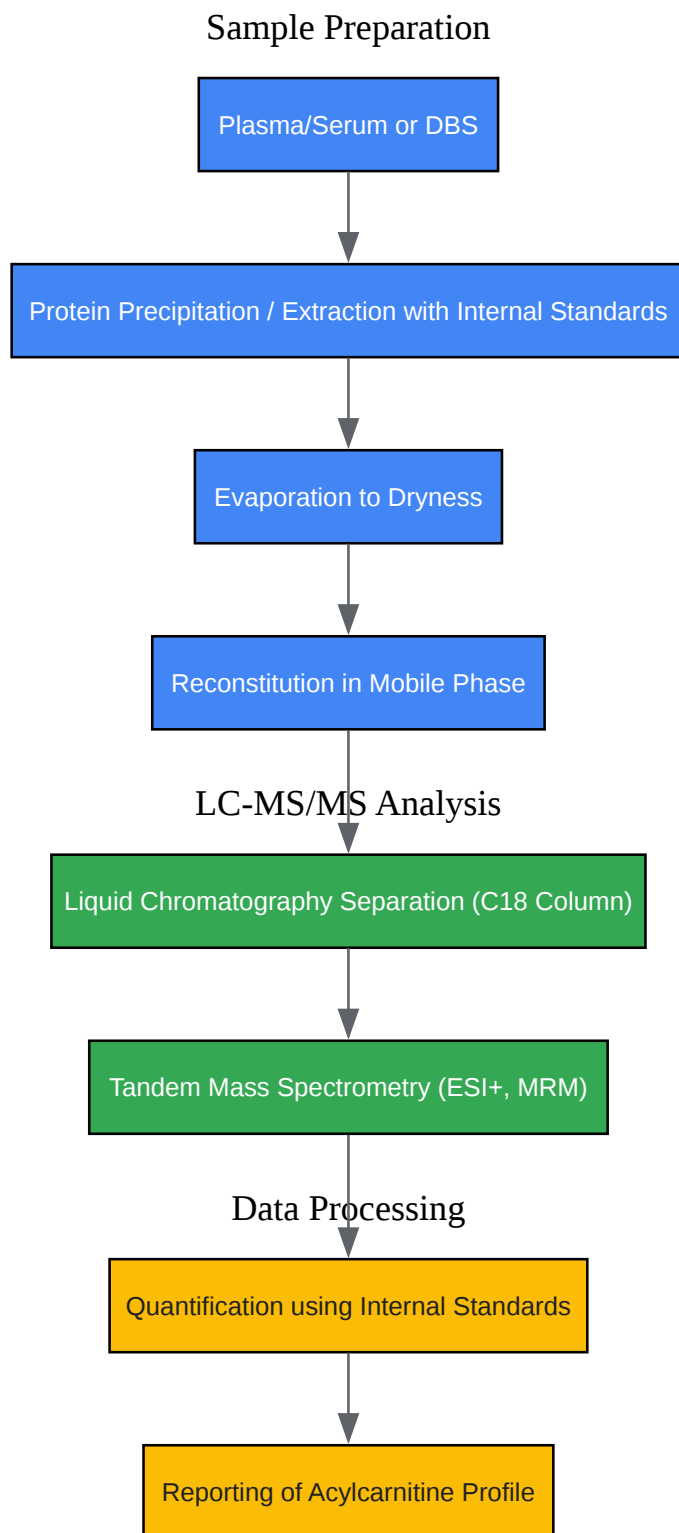 Sample Preparation
Plasma/Serum or DBS
Protein Precipitation / Extraction with Internal Standards
Evaporation to Dryness
Reconstitution in Mobile Phase
LC-MS/MS Analysis
Liquid Chromatography Separation (C18 Column)
Tandem Mass Spectrometry (ESI+, MRM)
Data Processing
Quantification using Internal Standards
Reporting of Acylcarnitine Profile